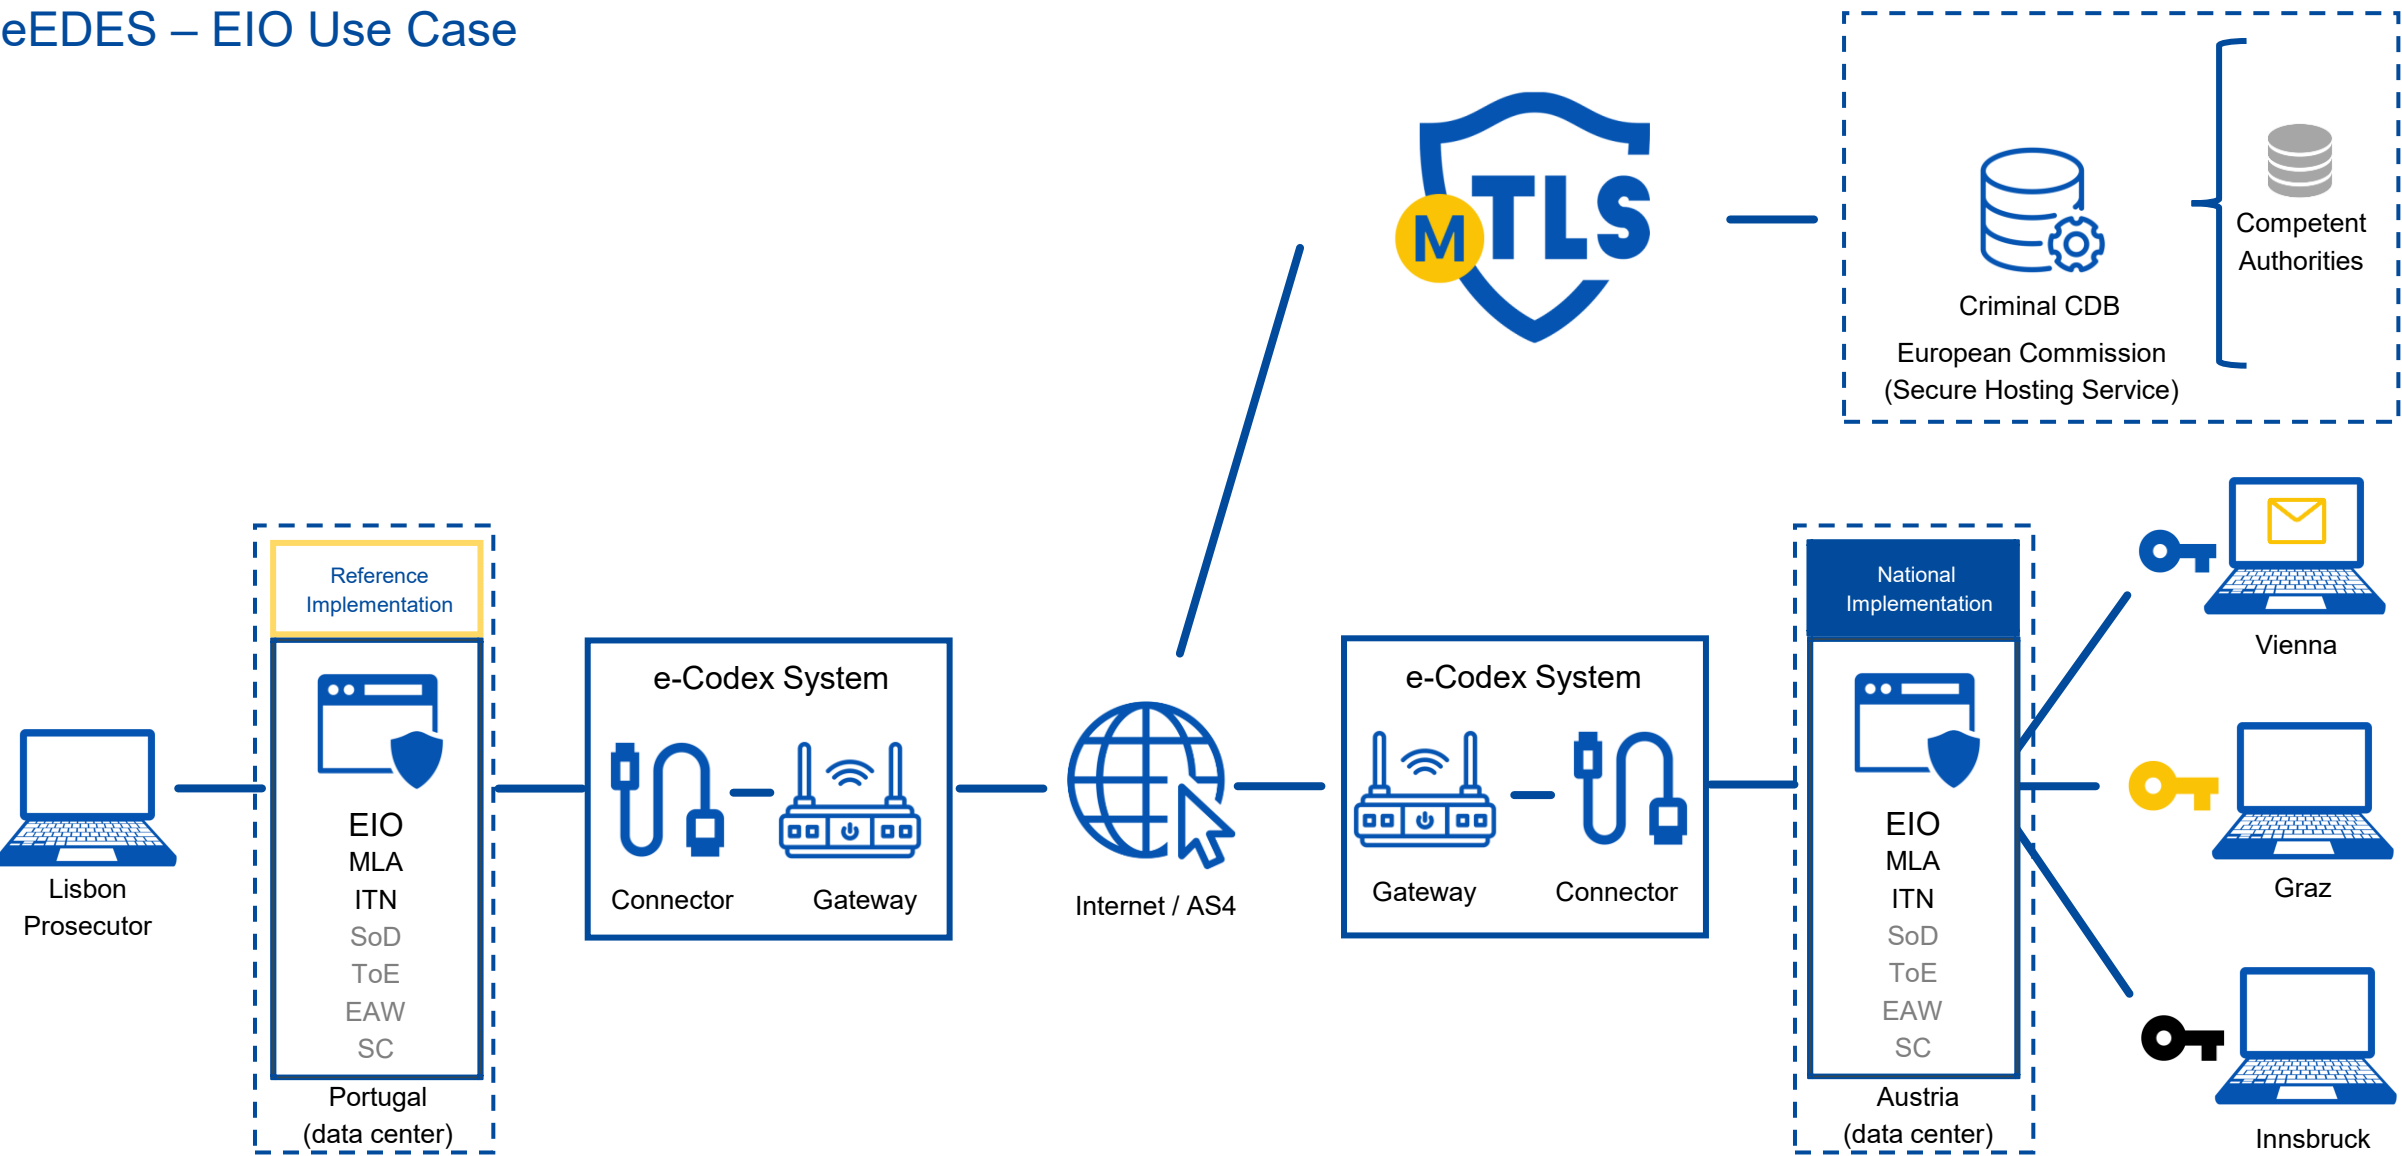 eEDES – EIO Use Case
M TLS
Competent
Authorities
Criminal CDB
European Commission
(Secure Hosting Service)
Lisbon
Prosecutor
Reference
Implementation
EIO
MLA
ITN
SoD
ToE
EAW
SC
Portugal
(data center)
e-Codex System
Connector
Gateway
Internet / AS4
e-Codex System
Gateway
Connector
National
Implementation
EIO
MLA
ITN
SoD
ToE
EAW
SC
Austria
(data center)
Vienna
Graz
Innsbruck